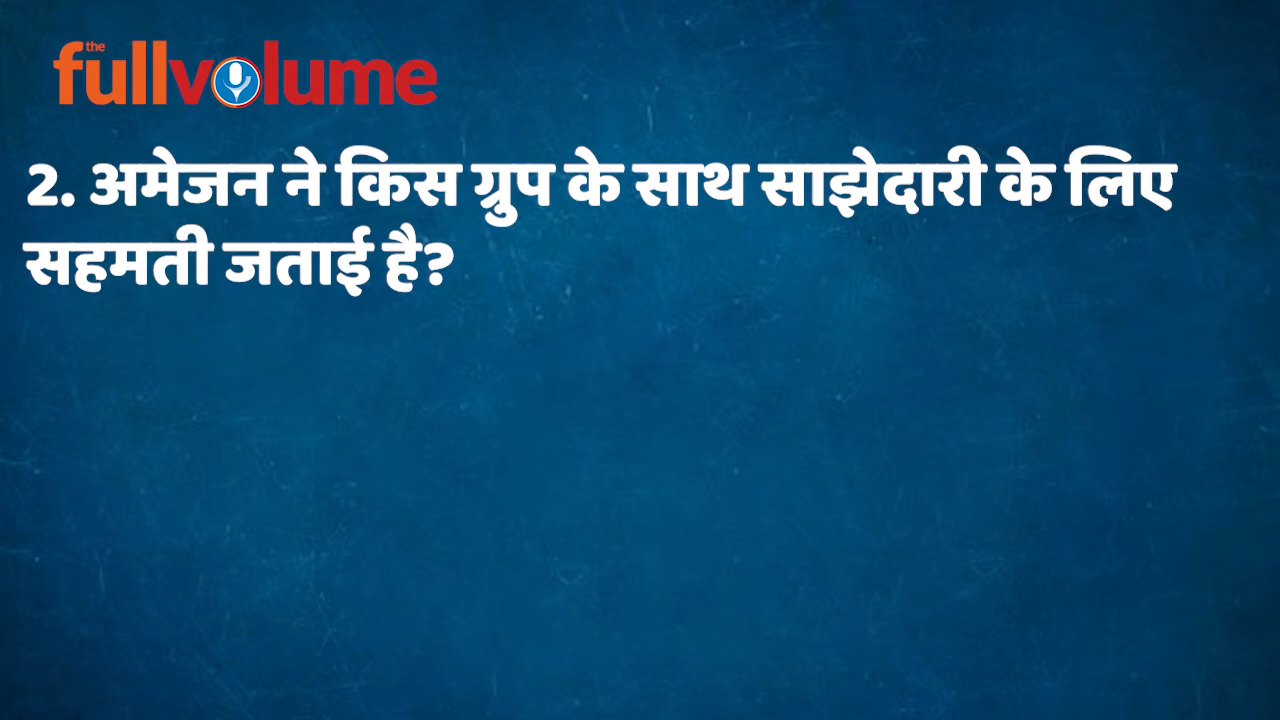 the
fullvolume
2. अमेजन ने किस ग्रुप के साथ साझेदारी के लिए
सहमती जताई है?